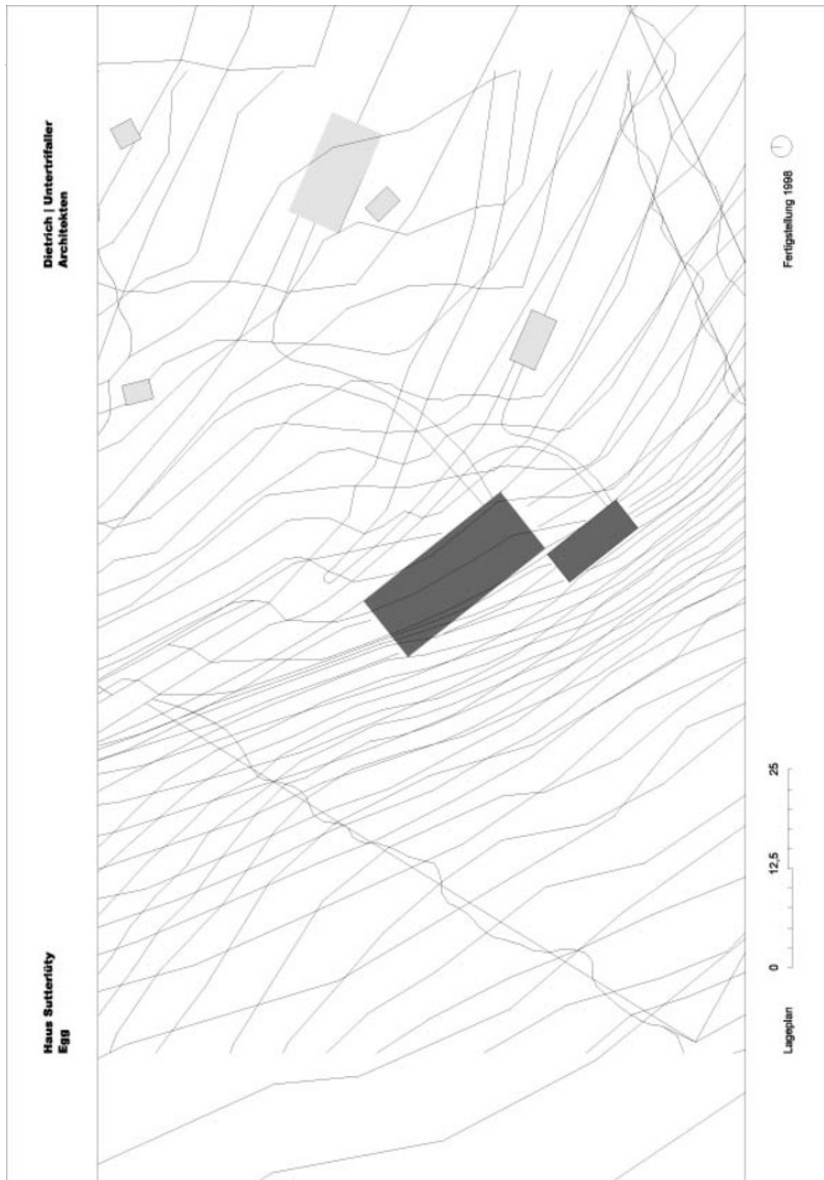 Haus Sutterlüty
Egg
Dietrich | Untertrifaller
Architekten
Lageplan
0 12,5 25
Fertigstellung 1998